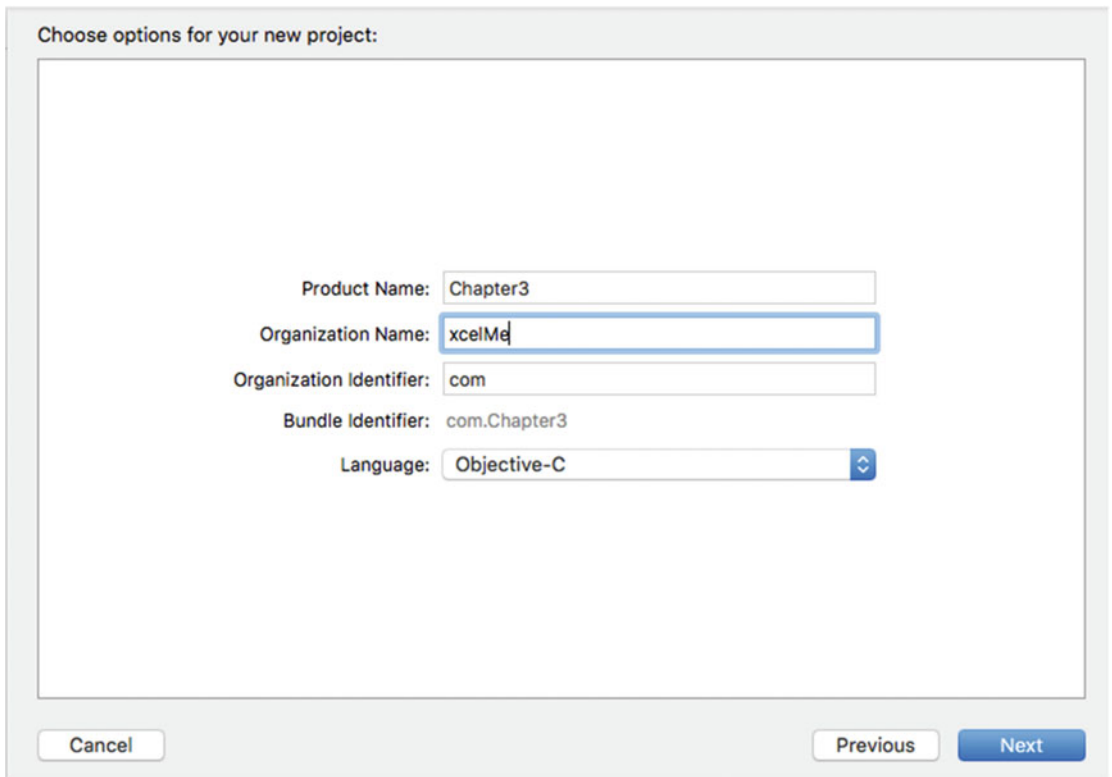 Choose options for your new project:
Product Name: Chapter3
Organization Name: xcelMe
Organization Identifier: com
Bundle Identifier: com.Chapter3
Language: Objective-C
Cancel Previous Next